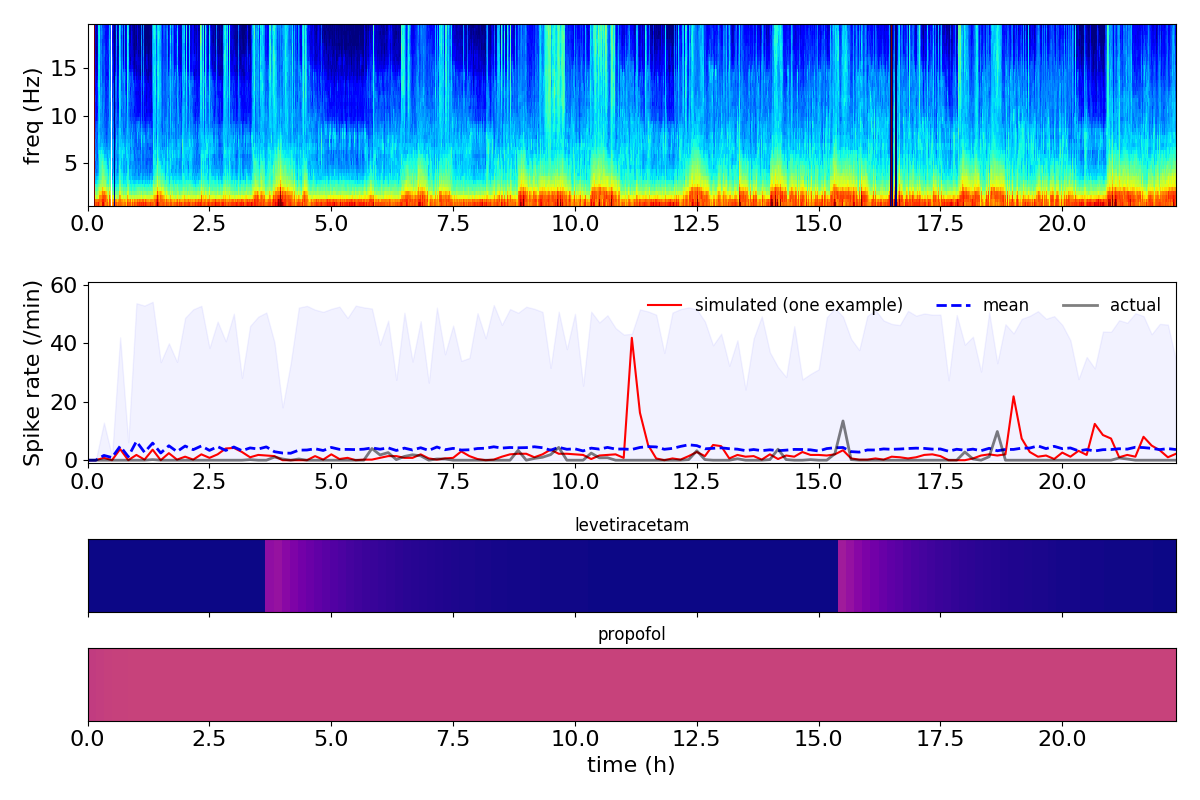 freq (Hz)
15
10
5
0.0 2.5 5.0 7.5 10.0 12.5 15.0 17.5 20.0
Spike rate (/min)
60
40
20
0
simulated (one example) mean actual
0.0 2.5 5.0 7.5 10.0 12.5 15.0 17.5 20.0
levetiracetam
propofol
0.0 2.5 5.0 7.5 10.0 12.5 15.0 17.5 20.0
time (h)